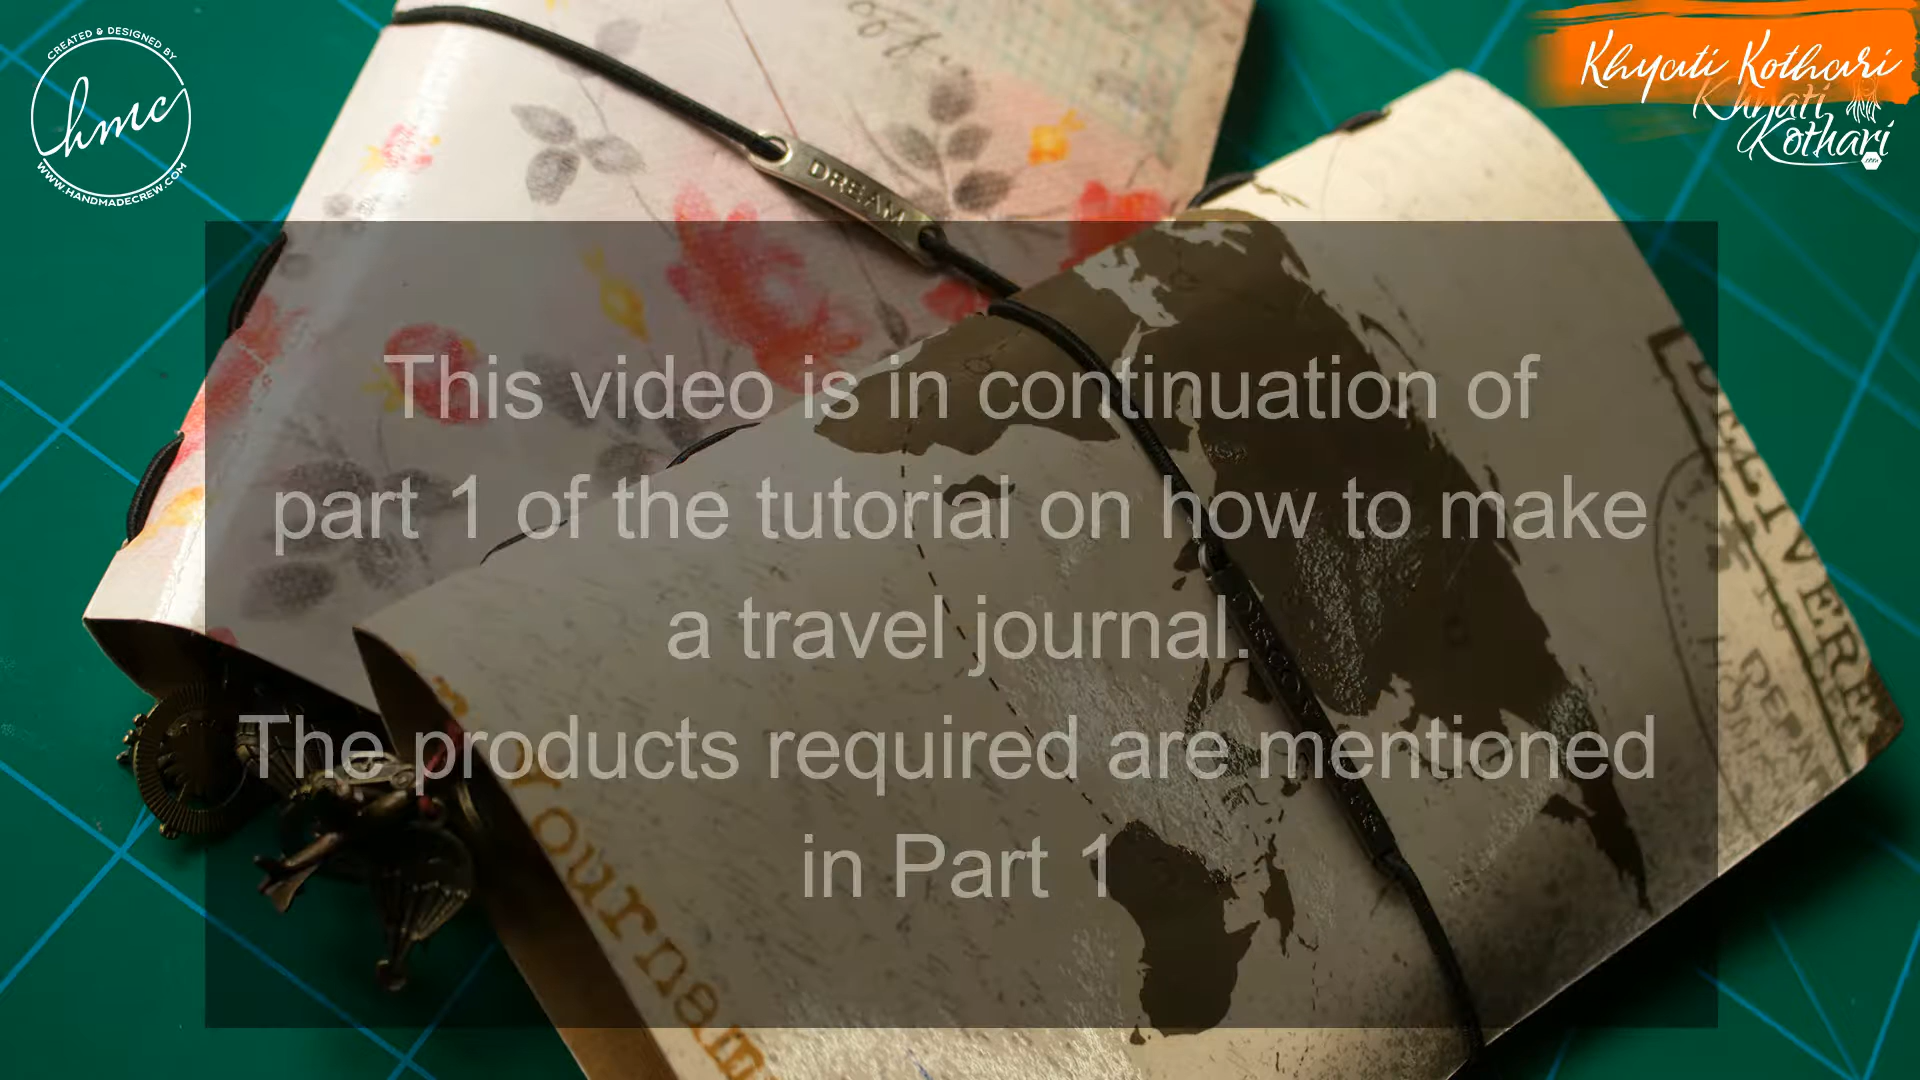 CREATED & DESIGNED BY
hmc
WWW.HANDMADECREW.COM
Khyati Kothari
Khyati
Kothari
DREAM
This video is in continuation of
part 1 of the tutorial on how to make
a travel journal.
The products required are mentioned
in Part 1